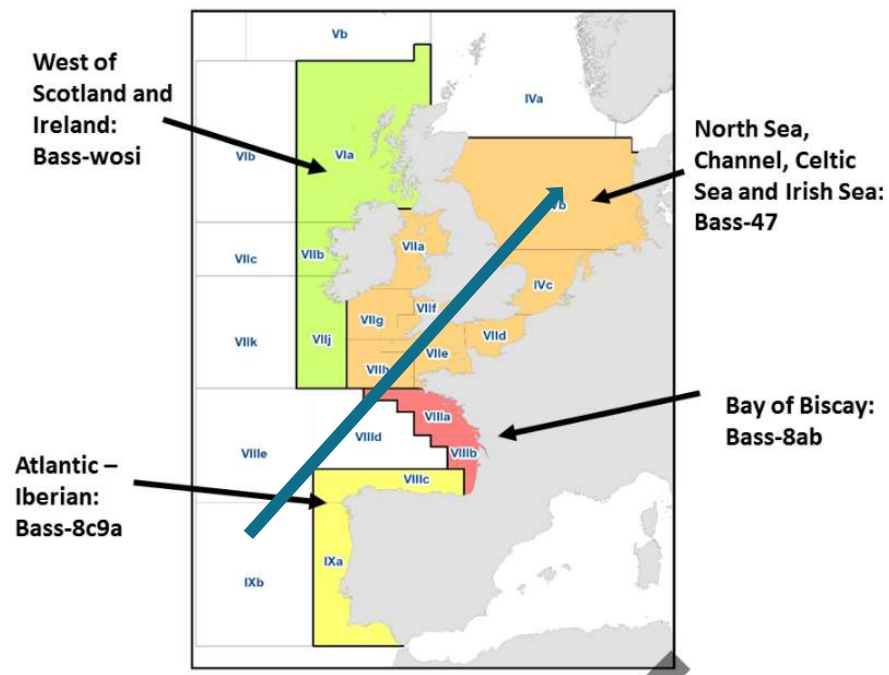 Vb
West of
Scotland and
Ireland:
Bass-wosi
IVa
North Sea,
Channel, Celtic
Sea and Irish Sea:
Bass-47
VIb
VIa
VIIc
VIIb
VIIa
IVc
VIIg
VIIf
VIIk
VIIj
VIIe
VIId
VIIh
VIIIa
Bay of Biscay:
Bass-8ab
VIIIe
VIIId
VIIIb
VIIIc
Atlantic –
Iberian:
Bass-8c9a
IXb
IXa